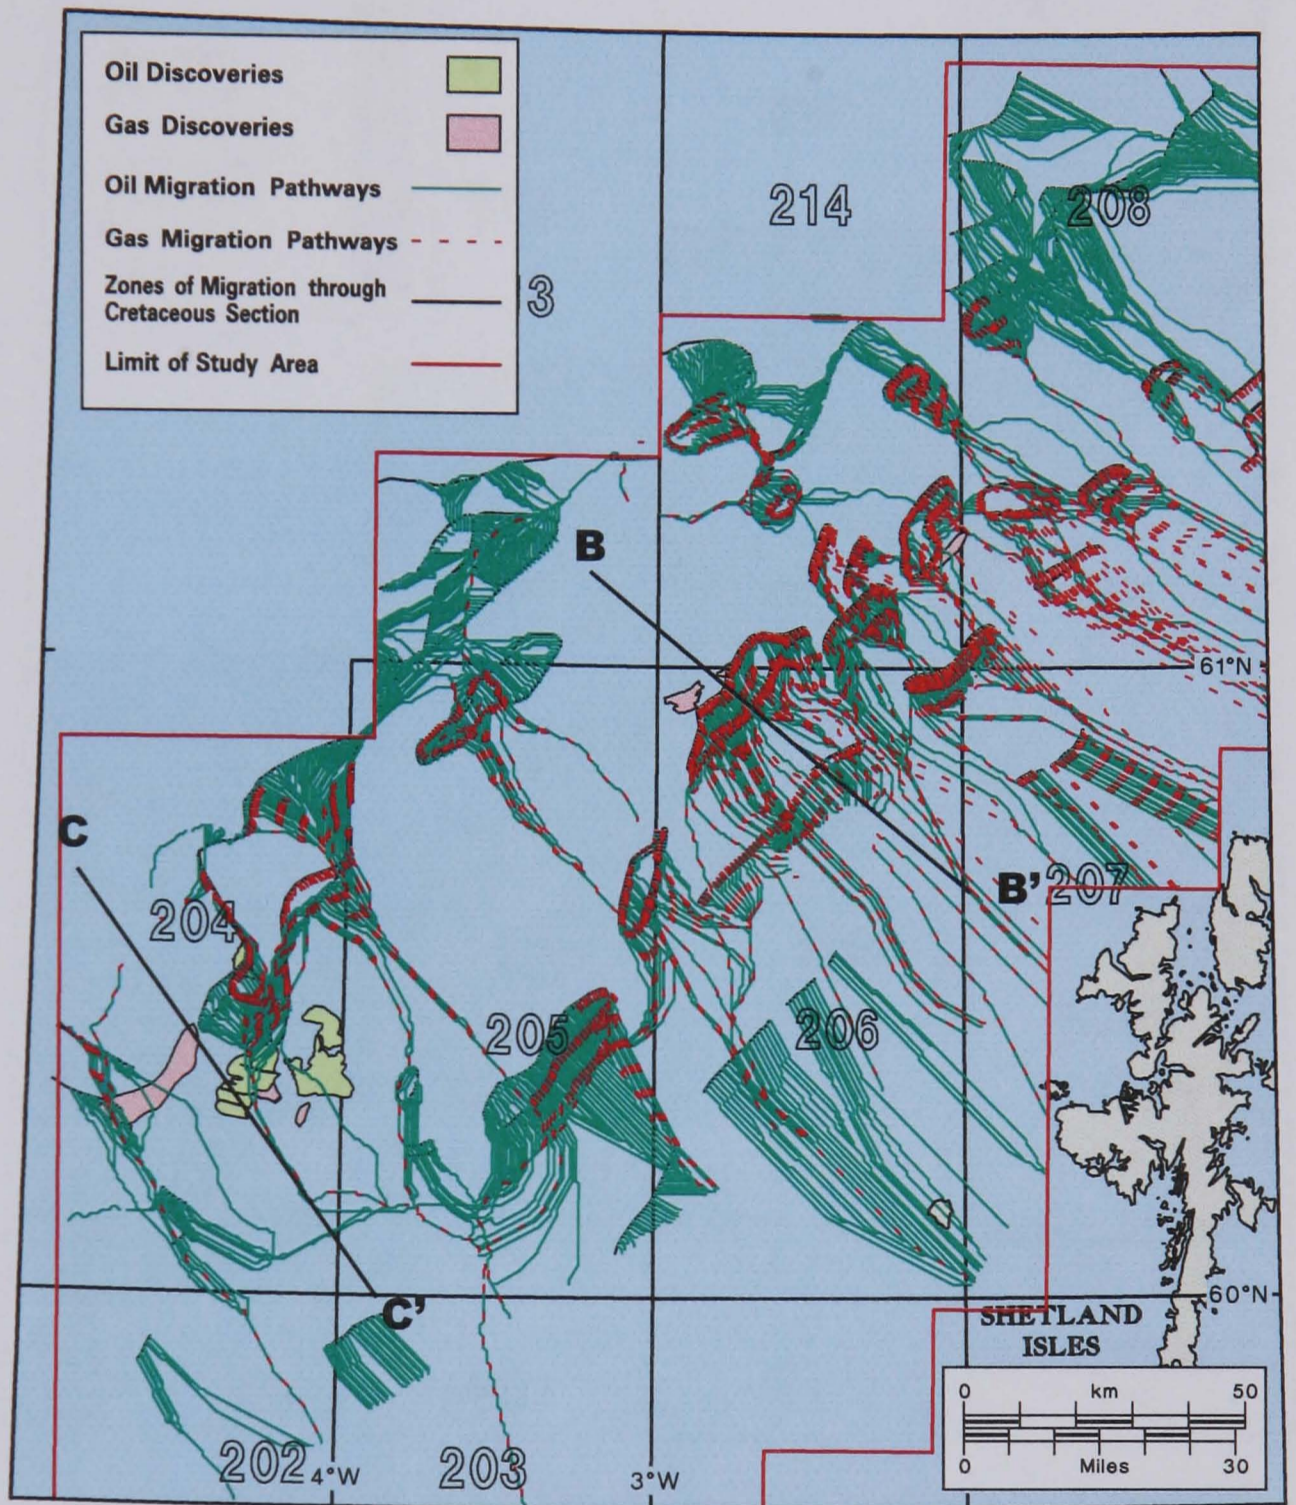 Oil Discoveries
Gas Discoveries
Oil Migration Pathways
Gas Migration Pathways
Zones of Migration through
Cretaceous Section
Limit of Study Area
3
214
208
B
61°N
C
B'
207
204
205
206
C'
60°N
SHETLAND
ISLES
0 km 50
0 Miles 30
202
4°W
203
3°W